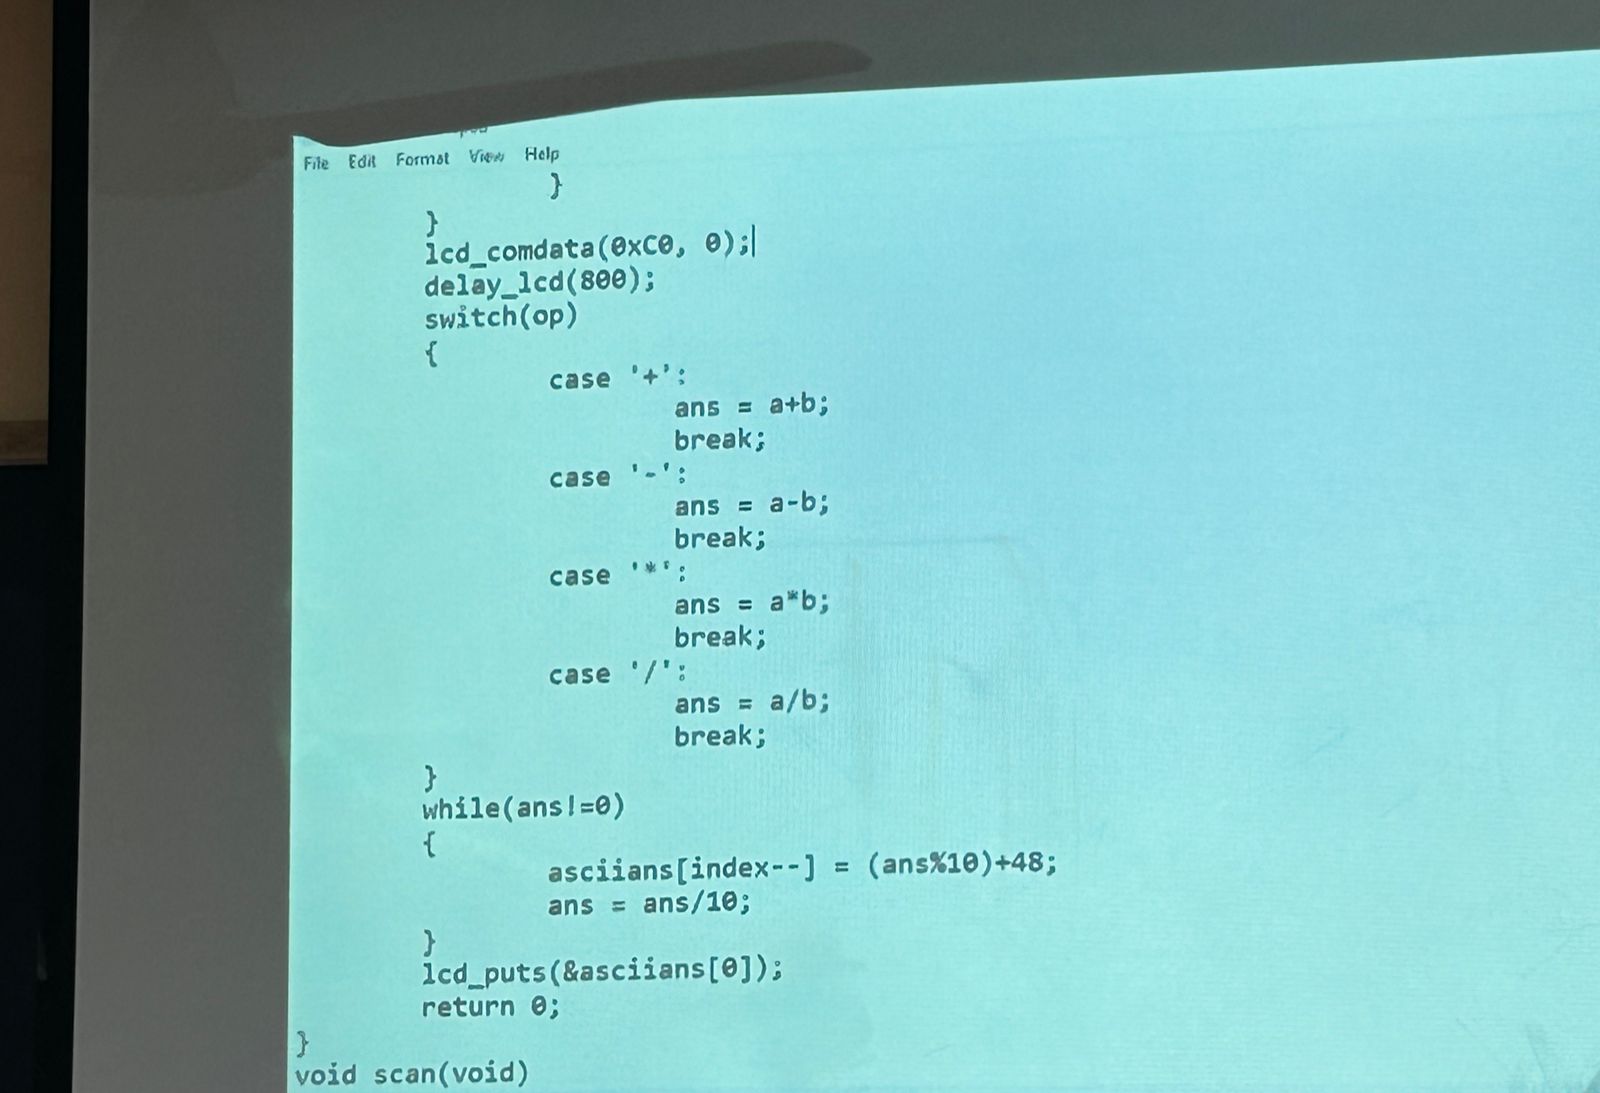 File Edit Format View Help
}
}
lcd_comdata(0xC0, 0);
delay_lcd(800);
switch(op)
{
case '+':
ans = a+b;
break;
case '-':
ans = a-b;
break;
case '*':
ans = a*b;
break;
case '/':
ans = a/b;
break;
}
while(ans!=0)
{
asciians[index--] = (ans%10)+48;
ans = ans/10;
}
lcd_puts(&asciians[0]);
return 0;
}
void scan(void)